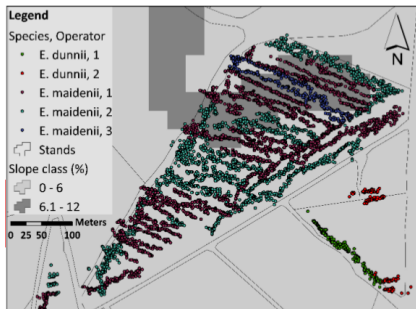 Legend
Species, Operator
E. dunnii, 1
E. dunnii, 2
E. maidenii, 1
E. maidenii, 2
E. maidenii, 3
Stands
Slope class (%)
0 - 6
6.1 - 12
Meters
0 25 50 100
N